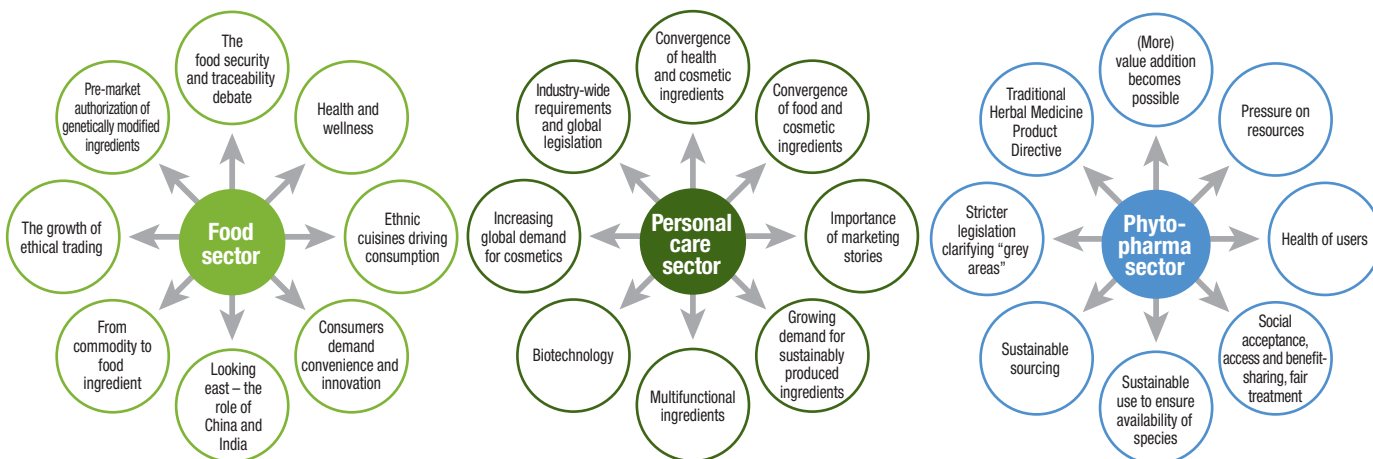 Food
sector
The
food security
and traceability
debate
Health and
wellness
Ethnic
cuisines driving
consumption
Consumers
demand
convenience and
innovation
Looking
east – the
role of
China and
India
From
commodity to
food
ingredient
The growth of
ethical trading
Pre-market
authorization of
genetically modified
ingredients
Personal
care
sector
Convergence
of health
and cosmetic
ingredients
Convergence
of food and
cosmetic
ingredients
Importance
of marketing
stories
Growing
demand for
sustainably
produced
ingredients
Multifunctional
ingredients
Biotechnology
Increasing
global demand
for cosmetics
Industry-wide
requirements
and global
legislation
Phyto-
pharma
sector
(More)
value addition
becomes
possible
Pressure on
resources
Health of users
Social
acceptance,
access and benefit-
sharing, fair
treatment
Sustainable
use to ensure
availability of
species
Sustainable
sourcing
Stricter
legislation
clarifying “grey
areas”
Traditional
Herbal Medicine
Product
Directive